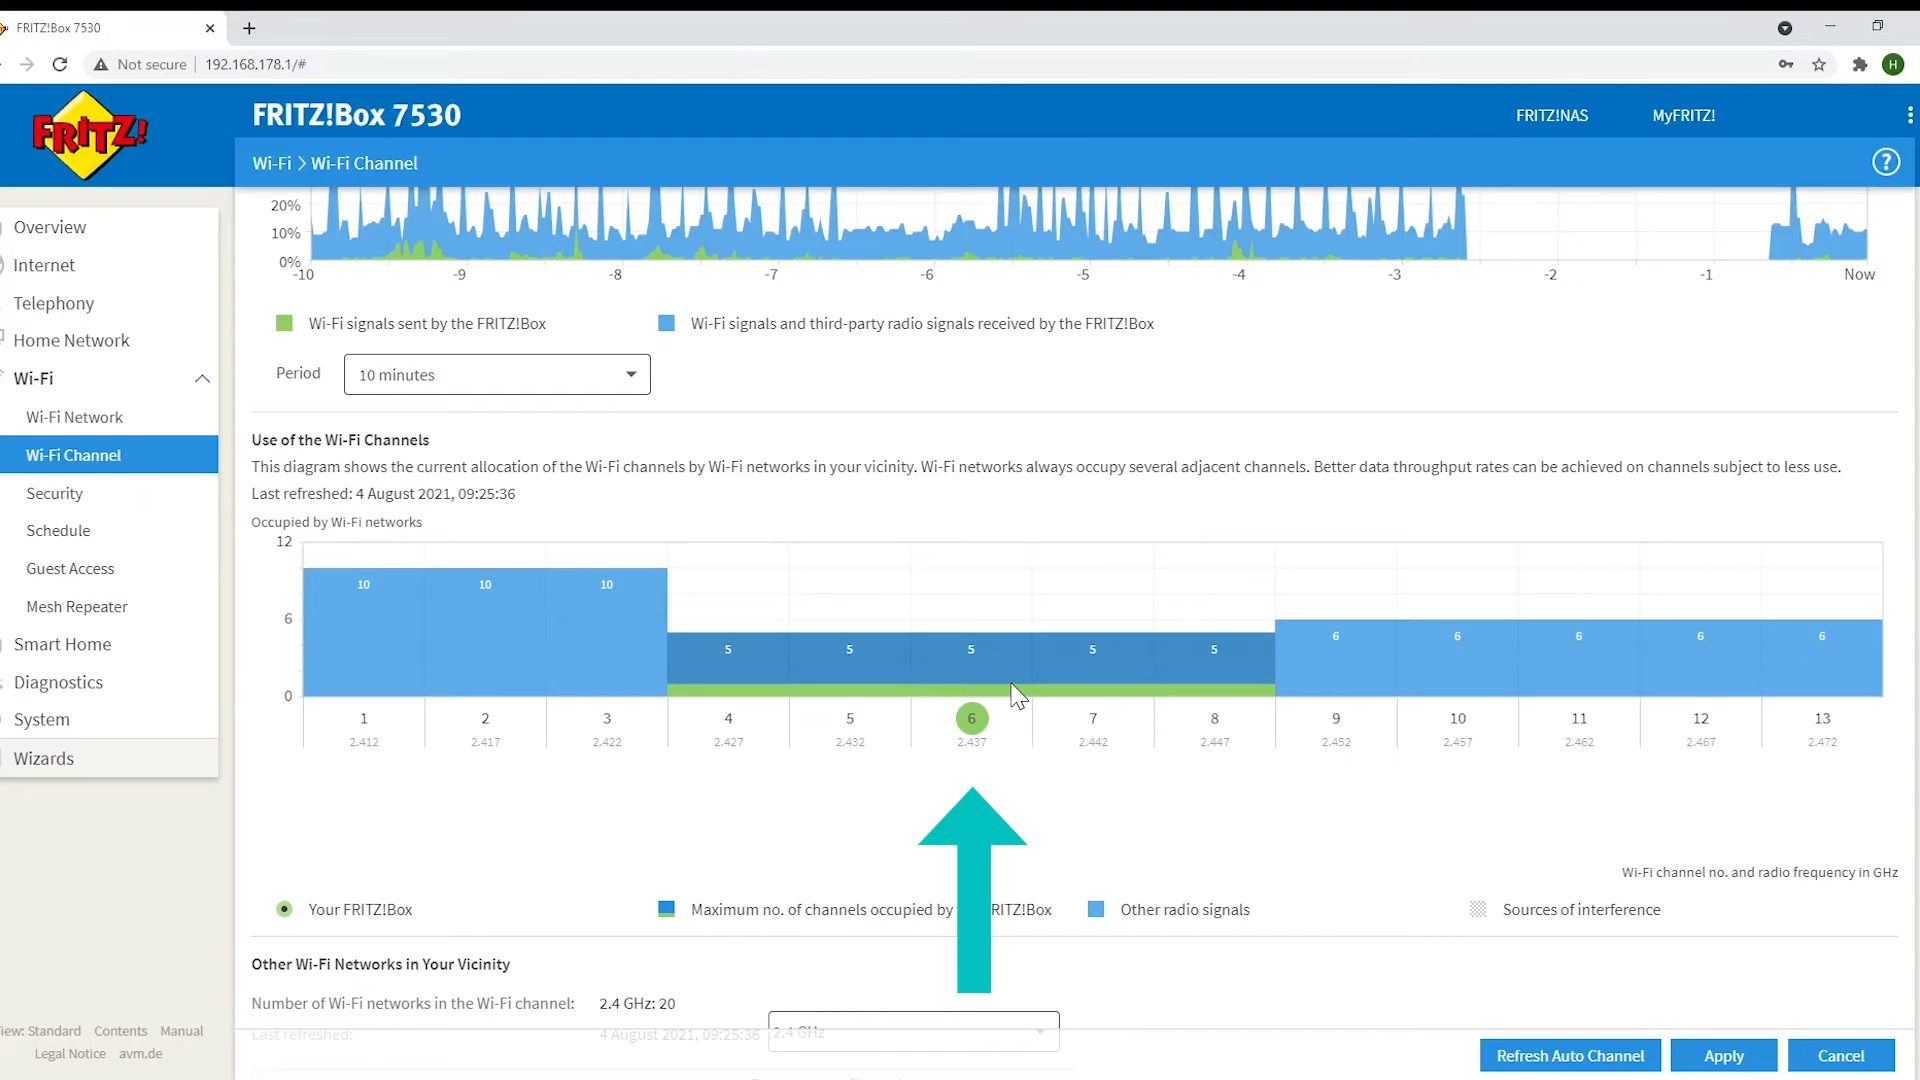 FRITZ!Box 7530
Not secure 192.168.178.1/#
H
FRITZ!
FRITZ!Box 7530
FRITZ!NAS MyFRITZ!
Wi-Fi > Wi-Fi Channel
?
Overview
Internet
Telephony
Home Network
Wi-Fi
Wi-Fi Network
Wi-Fi Channel
Security
Schedule
Guest Access
Mesh Repeater
Smart Home
Diagnostics
System
Wizards
iew: Standard Contents Manual
Legal Notice avm.de
20%
10%
0%
-10 -9 -8 -7 -6 -5 -4 -3 -2 -1 Now
Wi-Fi signals sent by the FRITZ!Box Wi-Fi signals and third-party radio signals received by the FRITZ!Box
Period 10 minutes
Use of the Wi-Fi Channels
This diagram shows the current allocation of the Wi-Fi channels by Wi-Fi networks in your vicinity. Wi-Fi networks always occupy several adjacent channels. Better data throughput rates can be achieved on channels subject to less use.
Last refreshed: 4 August 2021, 09:25:36
Occupied by Wi-Fi networks
12
10 10 10
6
5 5 5 5 5 6 6 6 6 6
0
1 2 3 4 5 6 7 8 9 10 11 12 13
2.412 2.417 2.422 2.427 2.432 2.437 2.442 2.447 2.452 2.457 2.462 2.467 2.472
Wi-Fi channel no. and radio frequency in GHz
Your FRITZ!Box Maximum no. of channels occupied by RITZ!Box Other radio signals Sources of interference
Other Wi-Fi Networks in Your Vicinity
Number of Wi-Fi networks in the Wi-Fi channel: 2.4 GHz: 20
Last refreshed: 4 August 2021, 09:25:36 2.4 GHz
Refresh Auto Channel Apply Cancel